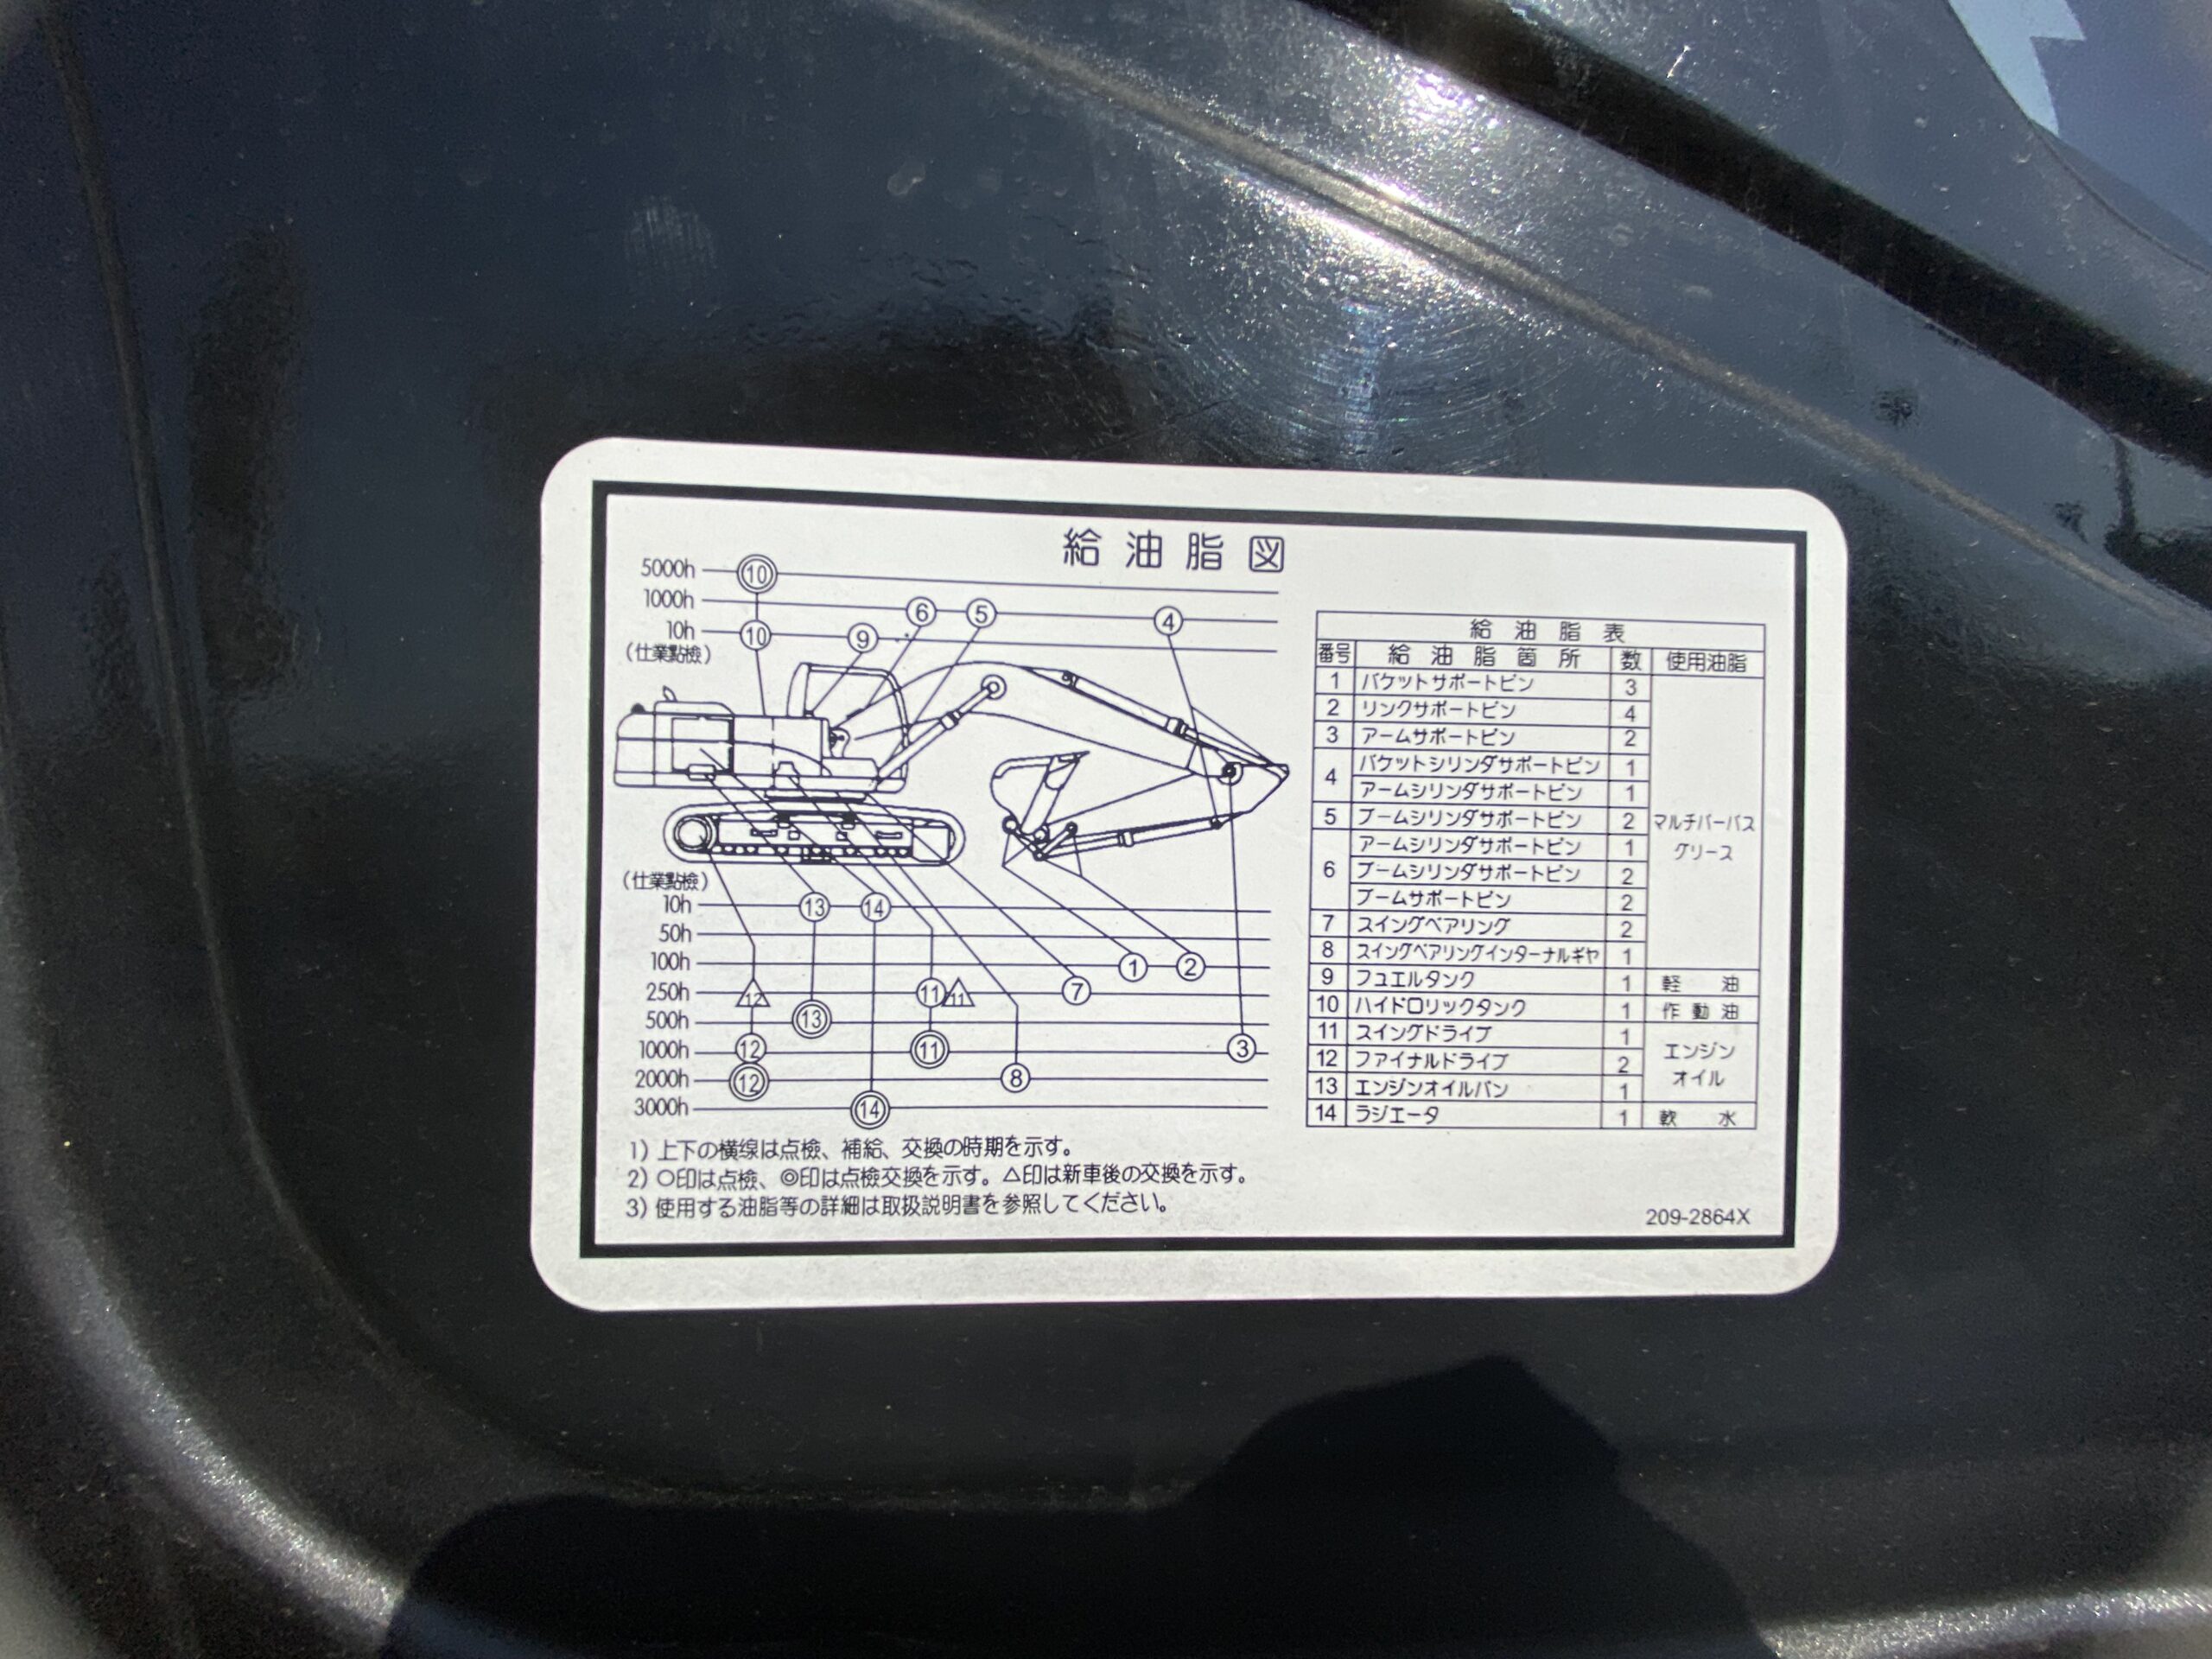 給油脂図
5000h ⑩
1000h ⑥ ⑤ ④
10h ⑩ ⑨
(仕業點檢)
(仕業點檢)
10h ⑬ ⑭
50h
100h ① ②
250h 12 ⑪ 11 ⑦
500h ⑬
1000h ⑫ ⑪ ③
2000h ⑫ ⑧
3000h ⑭
1) 上下の横線は点検、補給、交換の時期を示す。
2) ○印は点検、◎印は点検交換を示す。△印は新車後の交換を示す。
3) 使用する油脂等の詳細は取扱説明書を参照してください。
給油脂表
番号 給油脂箇所 数 使用油脂
1 バケットサポートピン 3
2 リンクサポートピン 4
3 アームサポートピン 2
4 バケットシリンダサポートピン 1
アームシリンダサポートピン 1
5 ブームシリンダサポートピン 2 マルチパーパス
6 アームシリンダサポートピン 1 グリース
ブームシリンダサポートピン 2
ブームサポートピン 2
7 スイングベアリング 2
8 スイングベアリングインターナルギヤ 1
9 フュエルタンク 1 軽油
10 ハイドロリックタンク 1 作動油
11 スイングドライブ 1 エンジン
12 ファイナルドライブ 2 オイル
13 エンジンオイルパン 1
14 ラジエータ 1 軟水
209-2864X